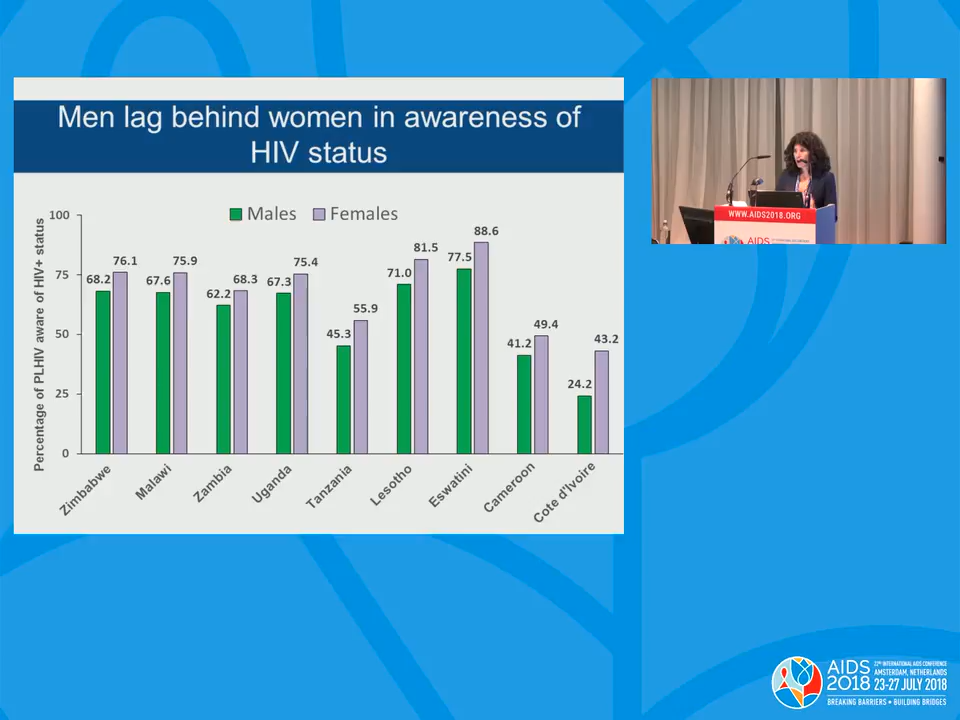 Men lag behind women in awareness of
HIV status
Males
Females
Percentage of PLHIV aware of HIV+ status
100
75
50
25
0
68.2
76.1
67.6
75.9
62.2
68.3
67.3
75.4
45.3
55.9
71.0
81.5
77.5
88.6
41.2
49.4
24.2
43.2
Zimbabwe
Malawi
Zambia
Uganda
Tanzania
Lesotho
Eswatini
Cameroon
Cote d'Ivoire
WWW.AIDS2018.ORG
AIDS
AIDS
2018
22ND INTERNATIONAL AIDS CONFERENCE
AMSTERDAM, NETHERLANDS
23-27 JULY 2018
BREAKING BARRIERS • BUILDING BRIDGES